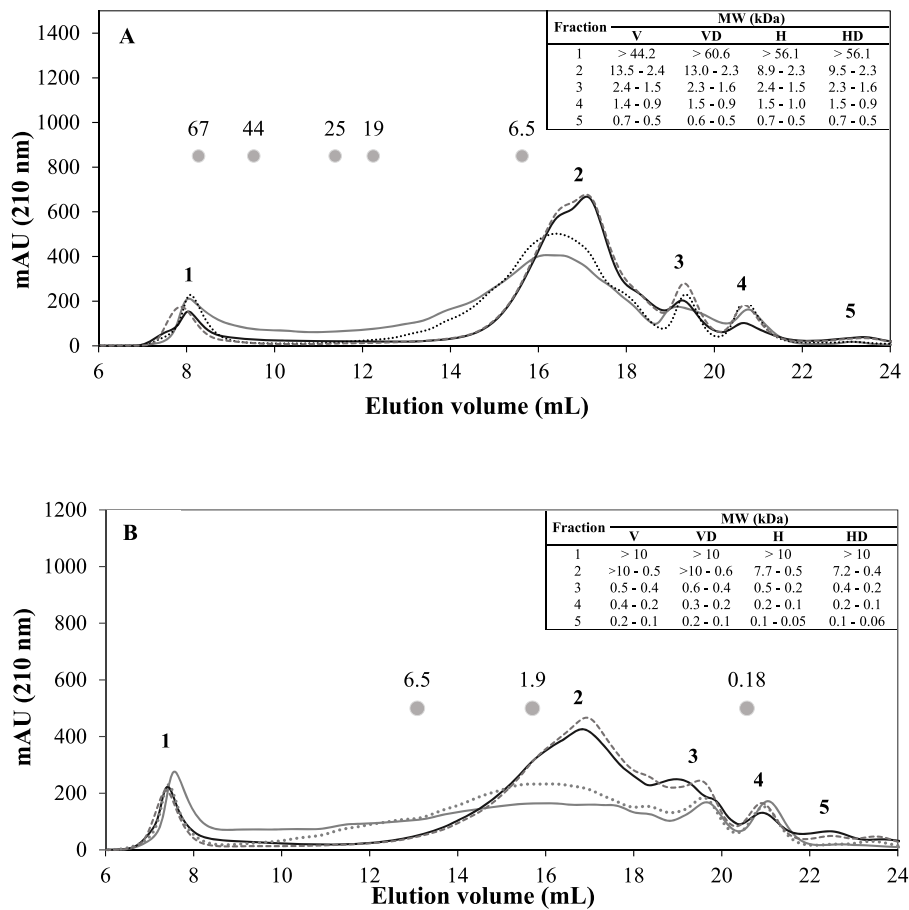 A
mAU (210 nm)
1400
1200
1000
800
600
400
200
0
Fraction MW (kDa)
V VD H HD
1 > 44.2 > 60.6 > 56.1 > 56.1
2 13.5 - 2.4 13.0 - 2.3 8.9 - 2.3 9.5 - 2.3
3 2.4 - 1.5 2.3 - 1.6 2.4 - 1.5 2.3 - 1.6
4 1.4 - 0.9 1.5 - 0.9 1.5 - 1.0 1.5 - 0.9
5 0.7 - 0.5 0.6 - 0.5 0.7 - 0.5 0.7 - 0.5
67 44 25 19 6.5
1 2 3 4 5
6 8 10 12 14 16 18 20 22 24
Elution volume (mL)
B
mAU (210 nm)
1200
1000
800
600
400
200
0
Fraction MW (kDa)
V VD H HD
1 > 10 > 10 > 10 > 10
2 >10 - 0.5 >10 - 0.6 7.7 - 0.5 7.2 - 0.4
3 0.5 - 0.4 0.6 - 0.4 0.5 - 0.2 0.4 - 0.2
4 0.4 - 0.2 0.3 - 0.2 0.2 - 0.1 0.2 - 0.1
5 0.2 - 0.1 0.2 - 0.1 0.1 - 0.05 0.1 - 0.06
6.5 1.9 0.18
1 2 3 4 5
6 8 10 12 14 16 18 20 22 24
Elution volume (mL)